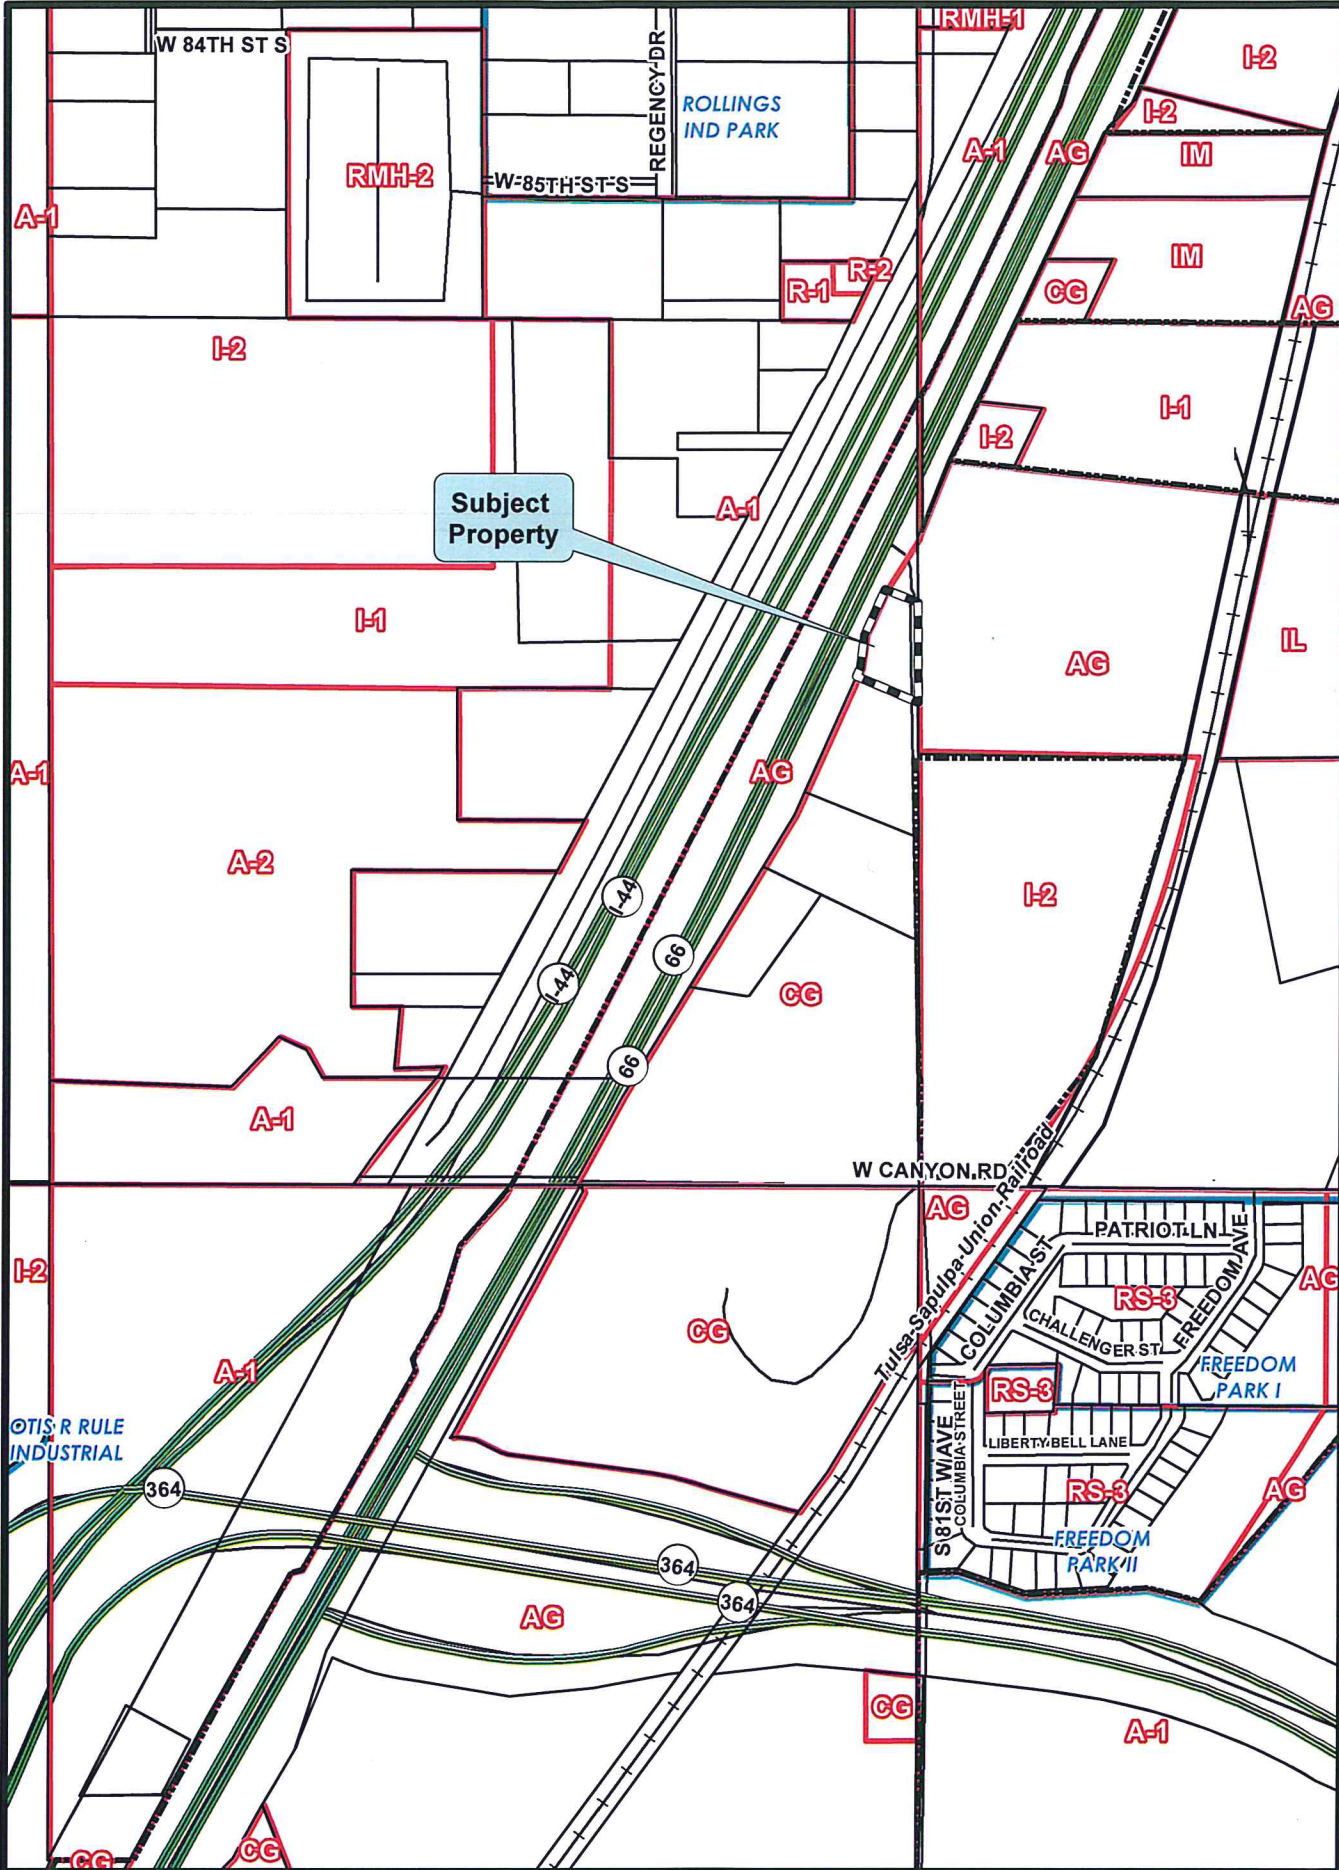 W 84TH ST S
REGENCY DR
RMH-1
I-2
ROLLINGS
IND PARK
I-2
A-1
AG
IM
RMH-2
W 85TH ST S
A-1
IM
R-2
R-1
CG
AG
I-2
I-1
I-2
Subject
Property
A-1
I-1
IL
AG
A-1
AG
A-2
I-44
I-2
66
I-44
CG
66
A-1
W CANYON RD
Tulsa-Sapulpa-Union-Railroad
AG
PATRIOT LN
FREEDOM AVE
I-2
COLUMBIA ST
RS-3
AG
CG
CHALLENGER ST
A-1
FREEDOM
PARK I
RS-3
OTIS R RULE
INDUSTRIAL
S 81ST W AVE
COLUMBIA STREET
LIBERTY BELL LANE
364
RS-3
AG
FREEDOM
PARK II
364
364
AG
CG
A-1
CG
CG